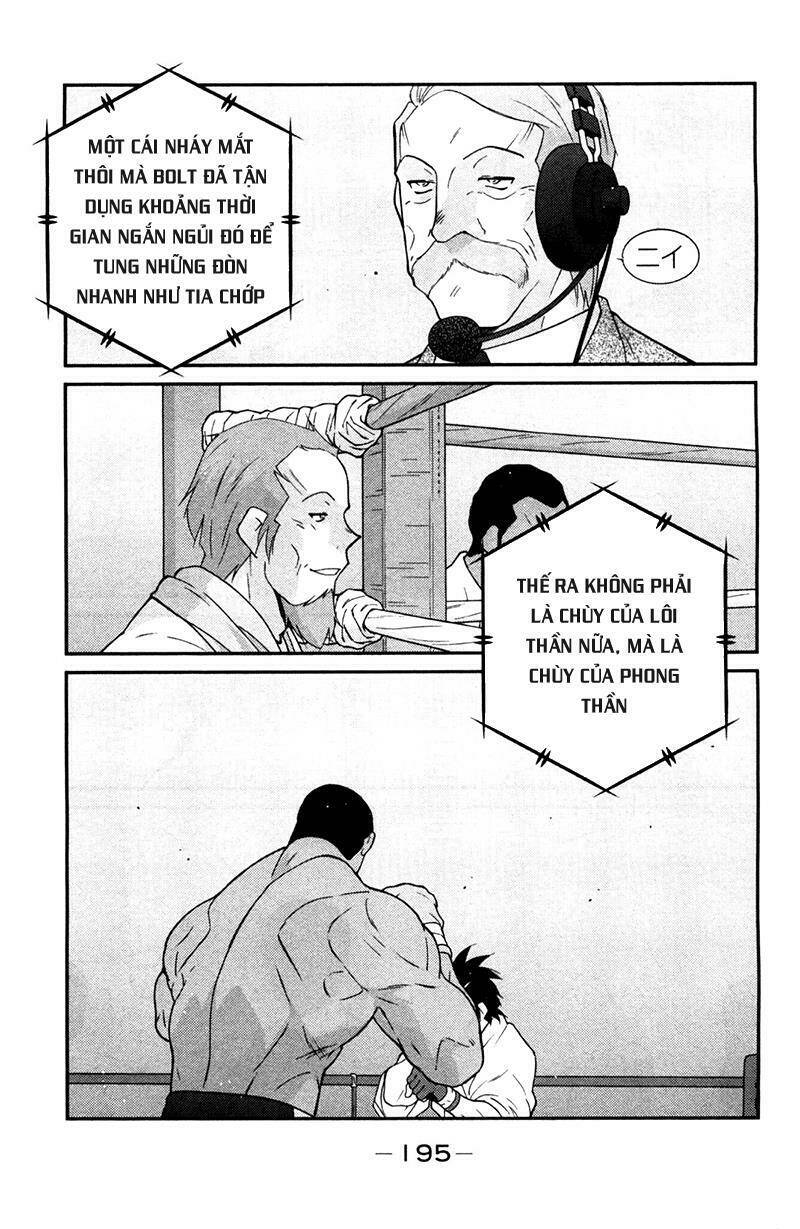 MỘT CÁI NHÁY MẮT
THÔI MÀ BOLT ĐÃ TẬN
DỤNG KHOẢNG THỜI
GIAN NGẮN NGỦI ĐÓ ĐỂ
TUNG NHỮNG ĐÒN
NHANH NHƯ TIA CHỚP
ニイ
THẾ RA KHÔNG PHẢI
LÀ CHÙY CỦA LÔI
THẦN NỮA, MÀ LÀ
CHÙY CỦA PHONG
THẦN
-195-